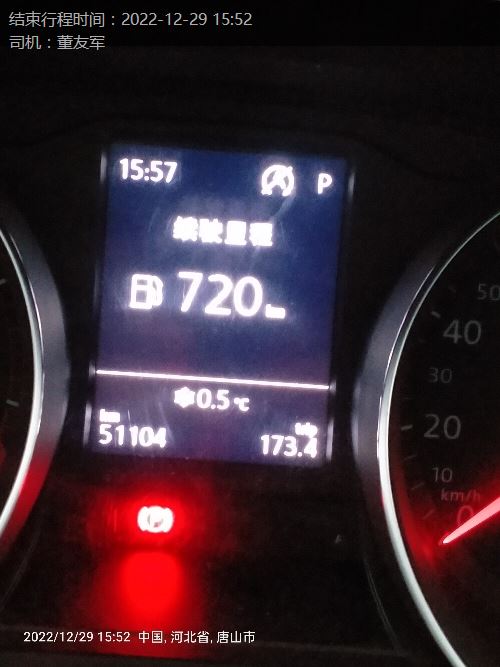 结束行程时间：2022-12-29 15:52
司机：董友军
15:57
P
续驶里程
720 km
0.5 ℃
km
trip
51104
173.4
50
40
30
20
10
km/h
0
(P)
2022/12/29 15:52 中国, 河北省, 唐山市